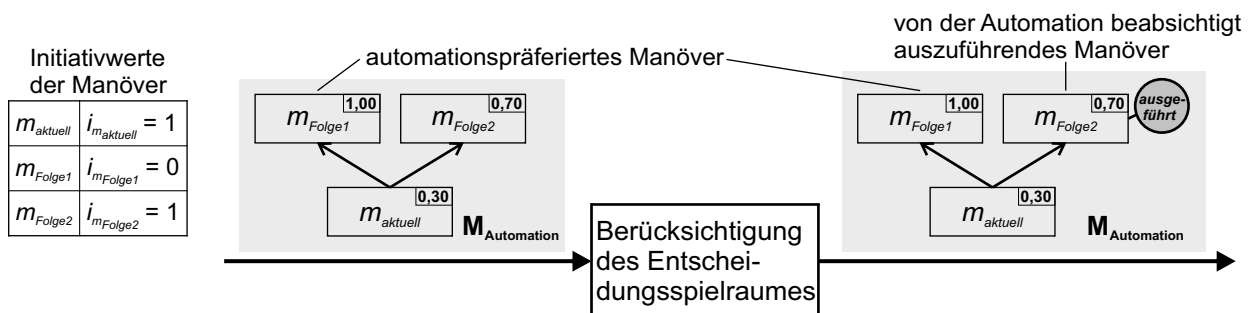 Initiativwerte
der Manöver
m_aktuell i_m_aktuell = 1
m_Folge1 i_m_Folge1 = 0
m_Folge2 i_m_Folge2 = 1
automationspräferiertes Manöver
1,00
m_Folge1
0,70
m_Folge2
0,30
m_aktuell
M_Automation
Berücksichtigung
des Entschei-
dungsspielraumes
von der Automation beabsichtigt
auszuführendes Manöver
1,00
m_Folge1
0,70
m_Folge2
ausge-
führt
0,30
m_aktuell
M_Automation